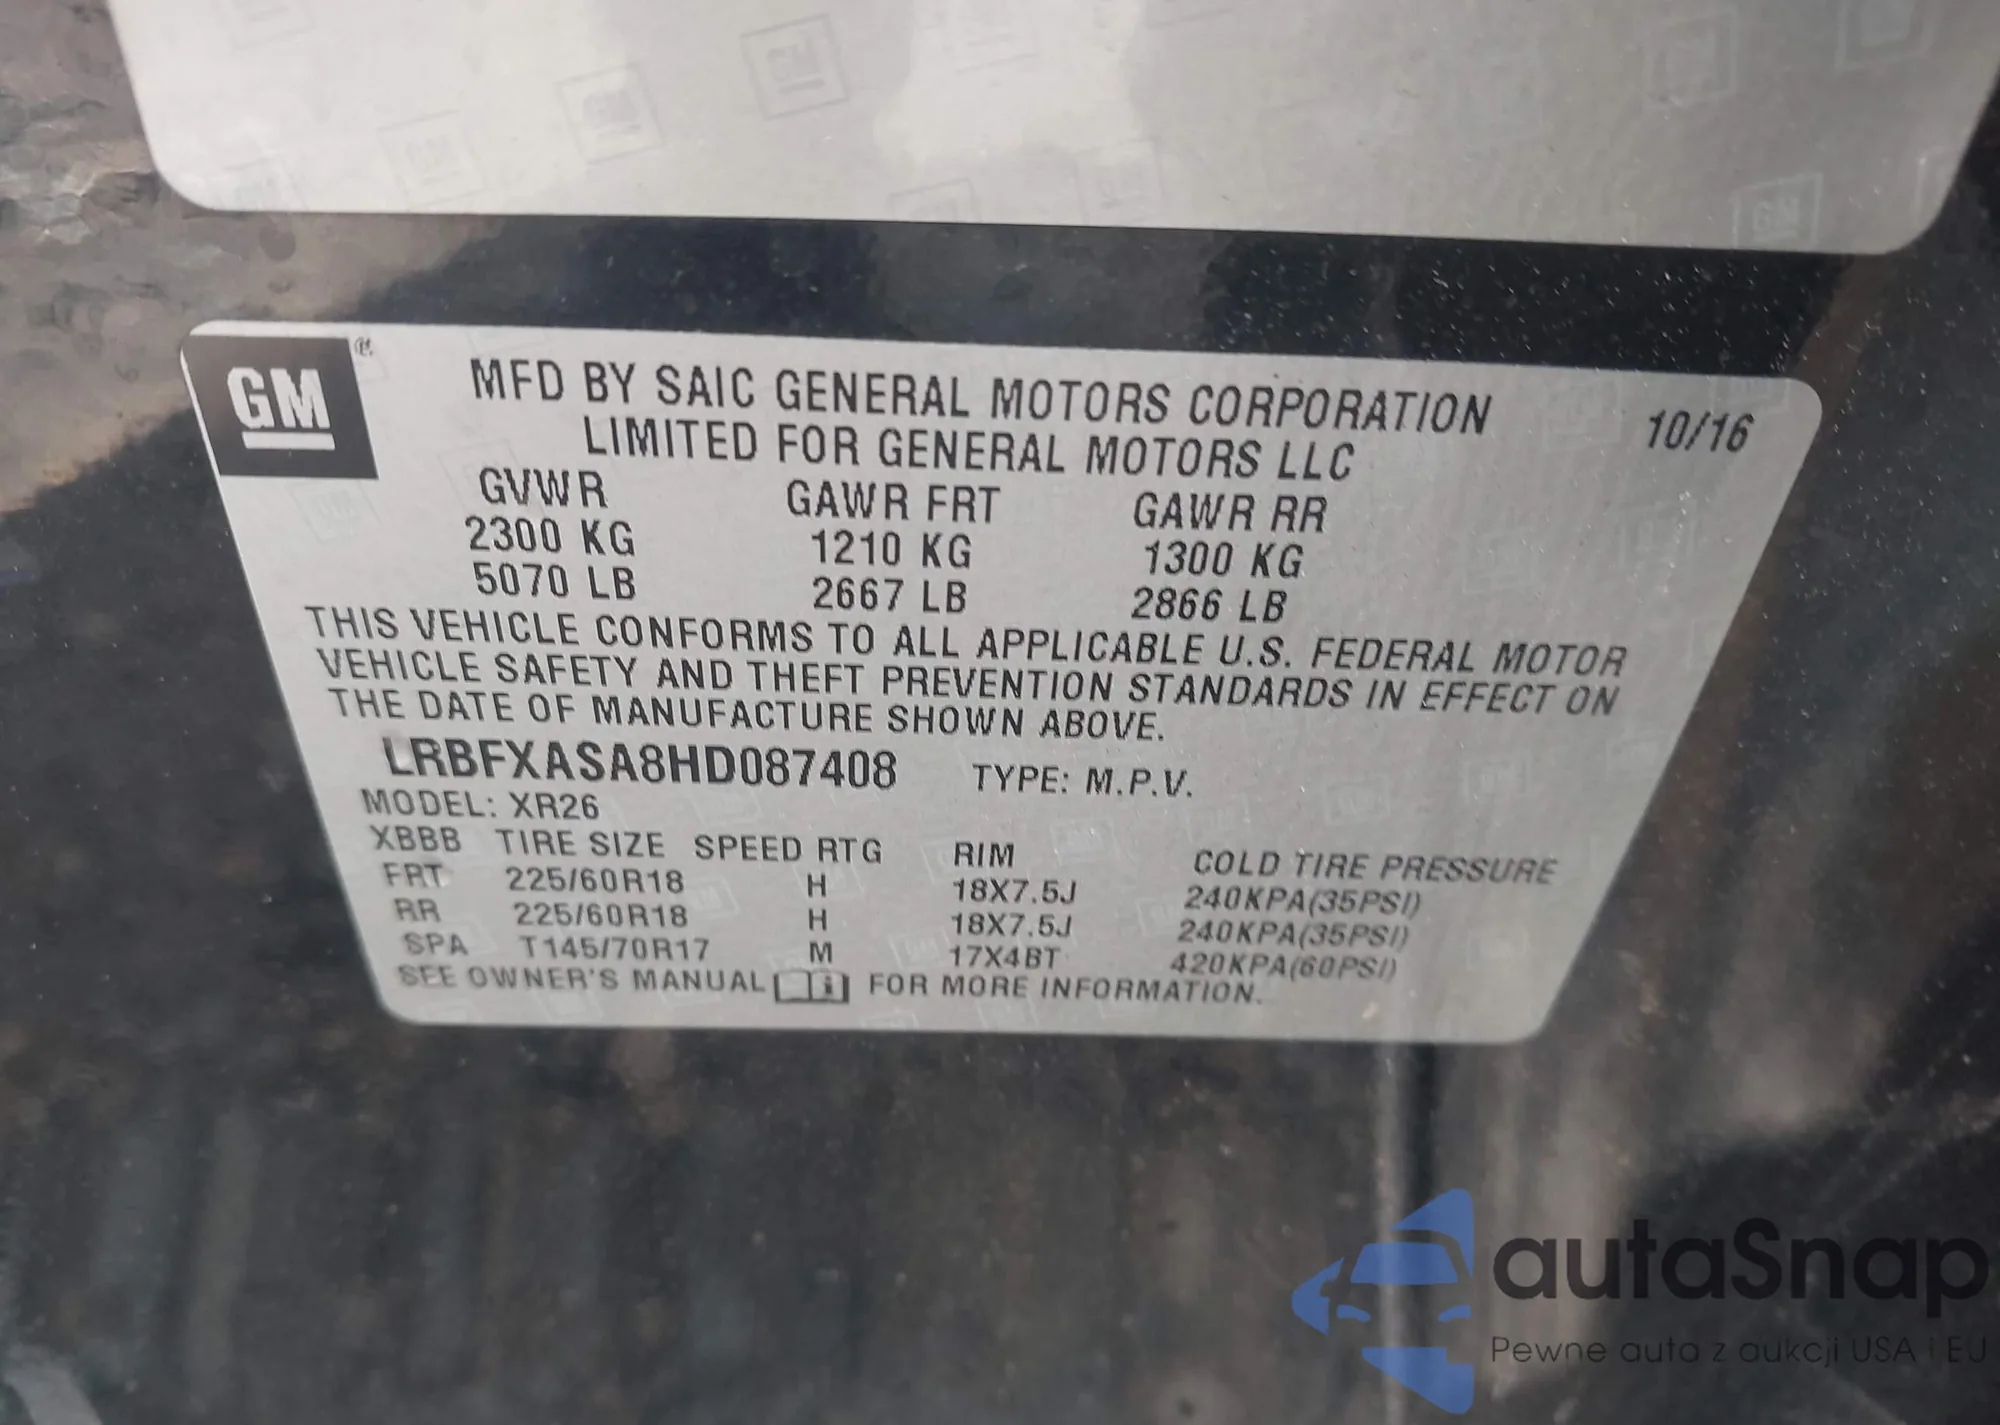 GM
MFD BY SAIC GENERAL MOTORS CORPORATION
LIMITED FOR GENERAL MOTORS LLC
10/16
GVWR GAWR FRT GAWR RR
2300 KG 1210 KG 1300 KG
5070 LB 2667 LB 2866 LB
THIS VEHICLE CONFORMS TO ALL APPLICABLE U.S. FEDERAL MOTOR
VEHICLE SAFETY AND THEFT PREVENTION STANDARDS IN EFFECT ON
THE DATE OF MANUFACTURE SHOWN ABOVE.
LRBFXASA8HD087408 TYPE: M.P.V.
MODEL: XR26
XBBB TIRE SIZE SPEED RTG RIM COLD TIRE PRESSURE
FRT 225/60R18 H 18X7.5J 240KPA(35PSI)
RR 225/60R18 H 18X7.5J 240KPA(35PSI)
SPA T145/70R17 M 17X4BT 420KPA(60PSI)
SEE OWNER'S MANUAL FOR MORE INFORMATION.
autaSnap
Pewne auta z aukcji USA i EU